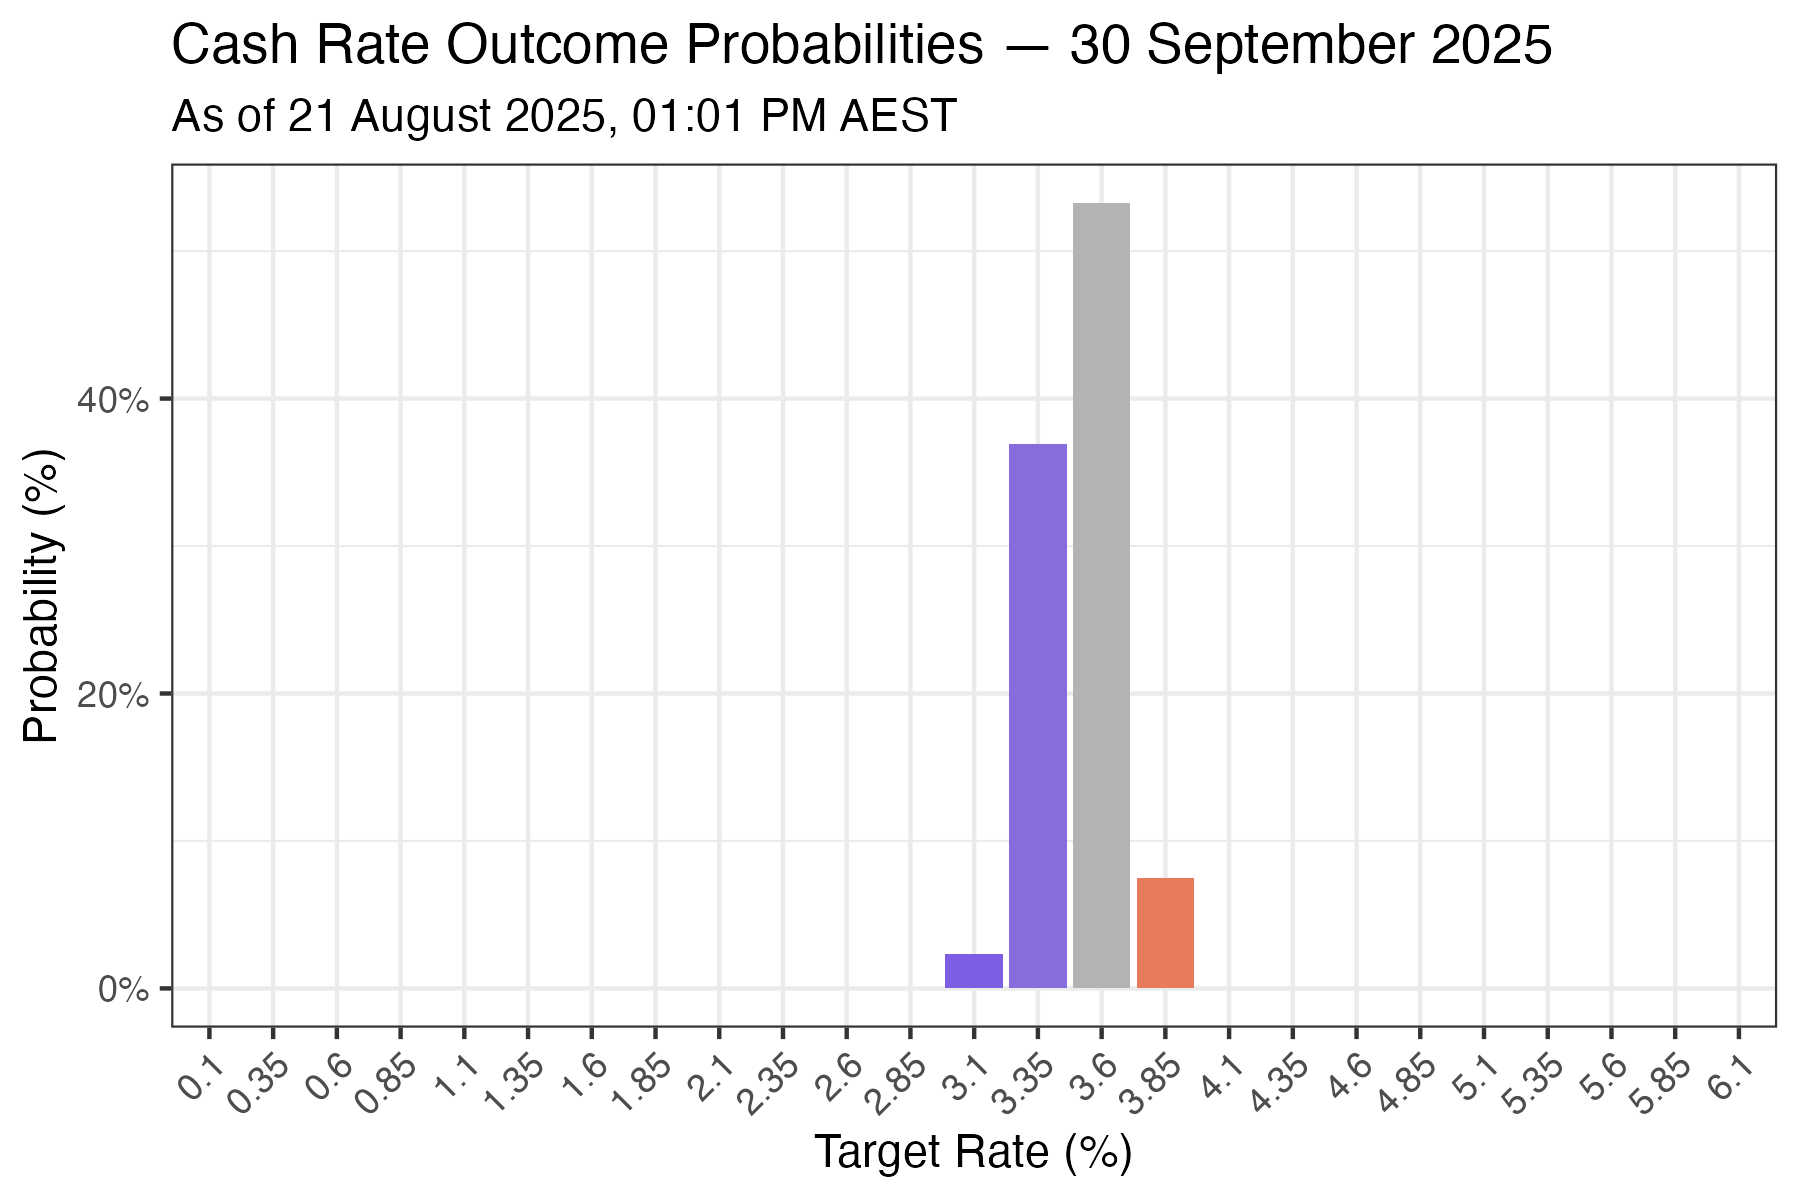 Cash Rate Outcome Probabilities — 30 September 2025
As of 21 August 2025, 01:01 PM AEST
Probability (%)
40%
20%
0%
0.1 0.35 0.6 0.85 1.1 1.35 1.6 1.85 2.1 2.35 2.6 2.85 3.1 3.35 3.6 3.85 4.1 4.35 4.6 4.85 5.1 5.35 5.6 5.85 6.1
Target Rate (%)